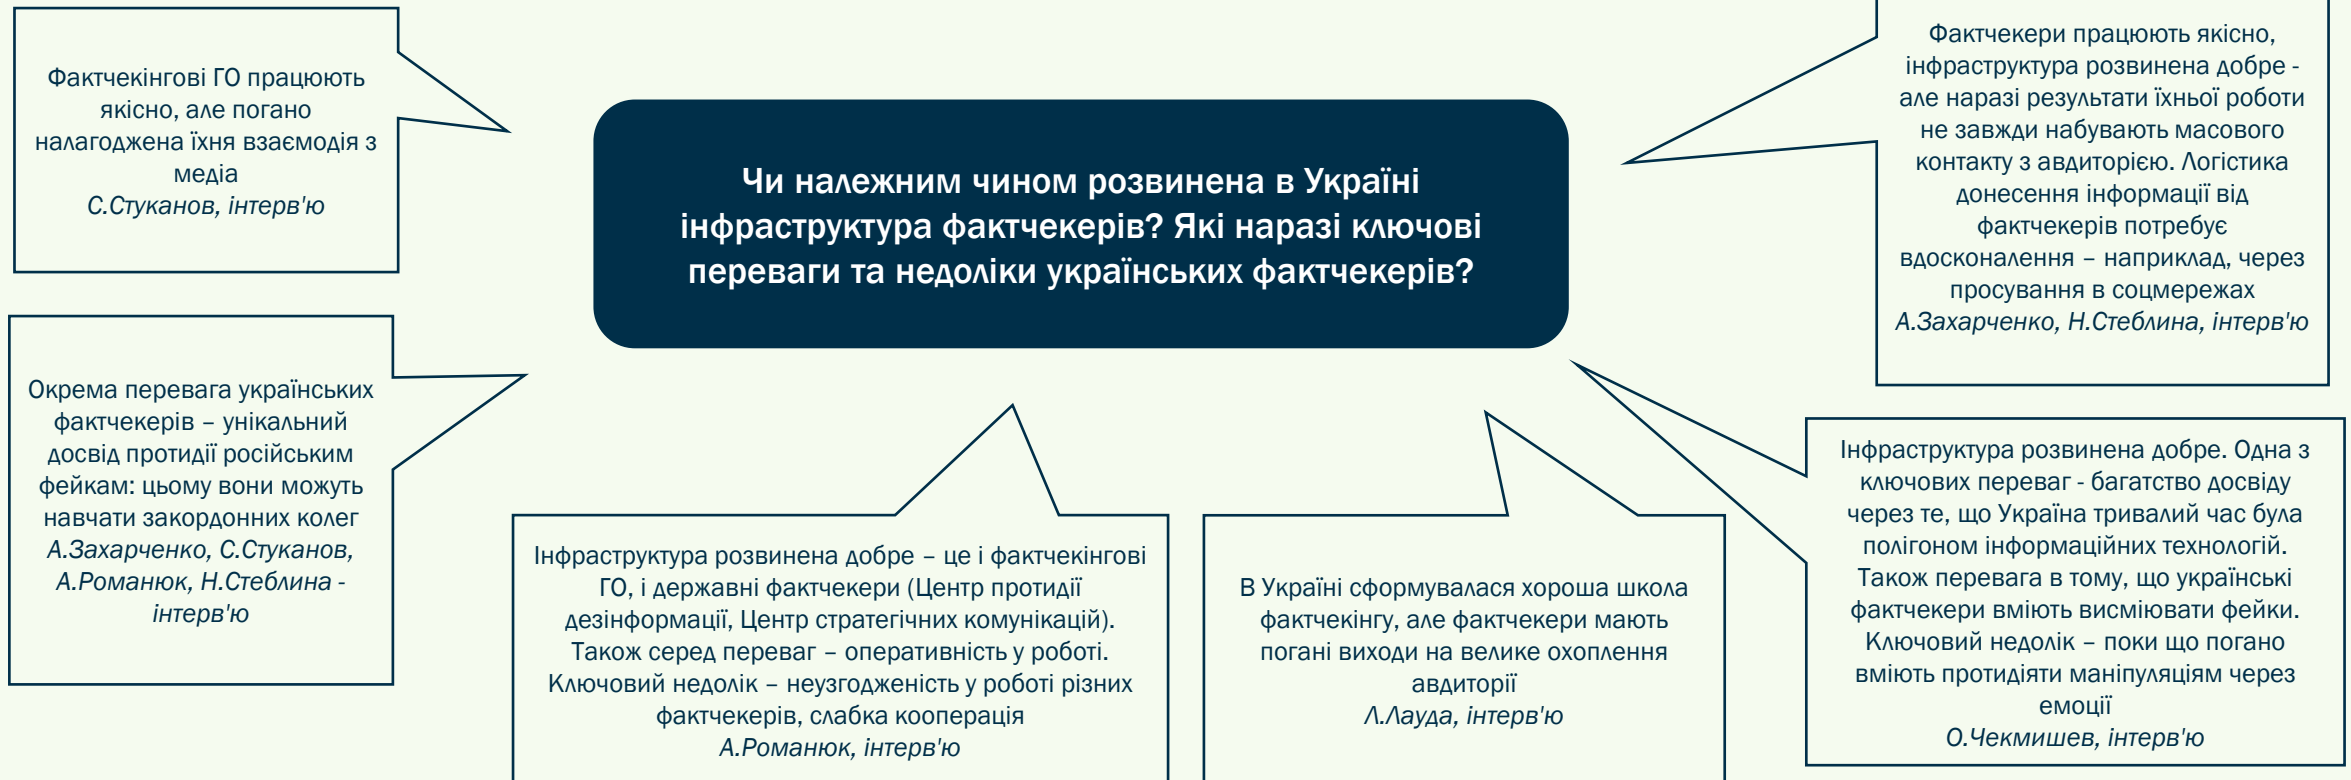 Фактчекінгові ГО працюють
якісно, але погано
налагоджена їхня взаємодія з
медіа
С.Стуканов, інтерв'ю
Чи належним чином розвинена в Україні
інфраструктура фактчекерів? Які наразі ключові
переваги та недоліки українських фактчекерів?
Фактчекери працюють якісно,
інфраструктура розвинена добре -
але наразі результати їхньої роботи
не завжди набувають масового
контакту з авдиторією. Логістика
донесення інформації від
фактчекерів потребує
вдосконалення – наприклад, через
просування в соцмережах
А.Захарченко, Н.Стеблина, інтерв'ю
Окрема перевага українських
фактчекерів – унікальний
досвід протидії російським
фейкам: цьому вони можуть
навчати закордонних колег
А.Захарченко, С.Стуканов,
А.Романюк, Н.Стеблина -
інтерв'ю
Інфраструктура розвинена добре – це і фактчекінгові
ГО, і державні фактчекери (Центр протидії
дезінформації, Центр стратегічних комунікацій).
Також серед переваг – оперативність у роботі.
Ключовий недолік – неузгодженість у роботі різних
фактчекерів, слабка кооперація
А.Романюк, інтерв'ю
В Україні сформувалася хороша школа
фактчекінгу, але фактчекери мають
погані виходи на велике охоплення
авдиторії
Л.Лауда, інтерв'ю
Інфраструктура розвинена добре. Одна з
ключових переваг - багатство досвіду
через те, що Україна тривалий час була
полігоном інформаційних технологій.
Також перевага в тому, що українські
фактчекери вміють висміювати фейки.
Ключовий недолік – поки що погано
вміють протидіяти маніпуляціям через
емоції
О.Чекмишев, інтерв'ю